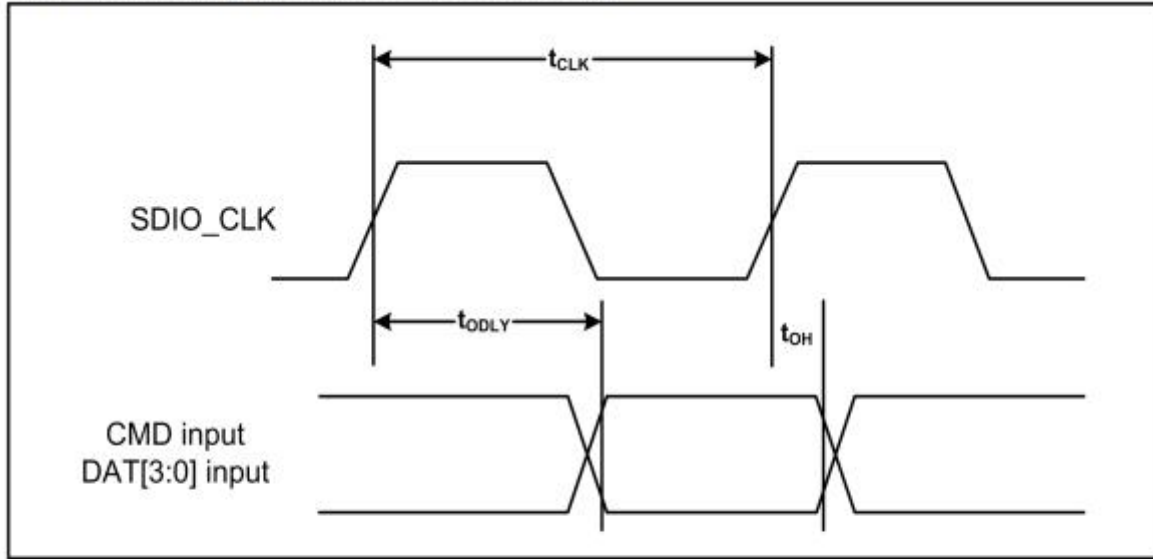 tCLK
SDIO_CLK
tODLY
tOH
CMD input
DAT[3:0] input